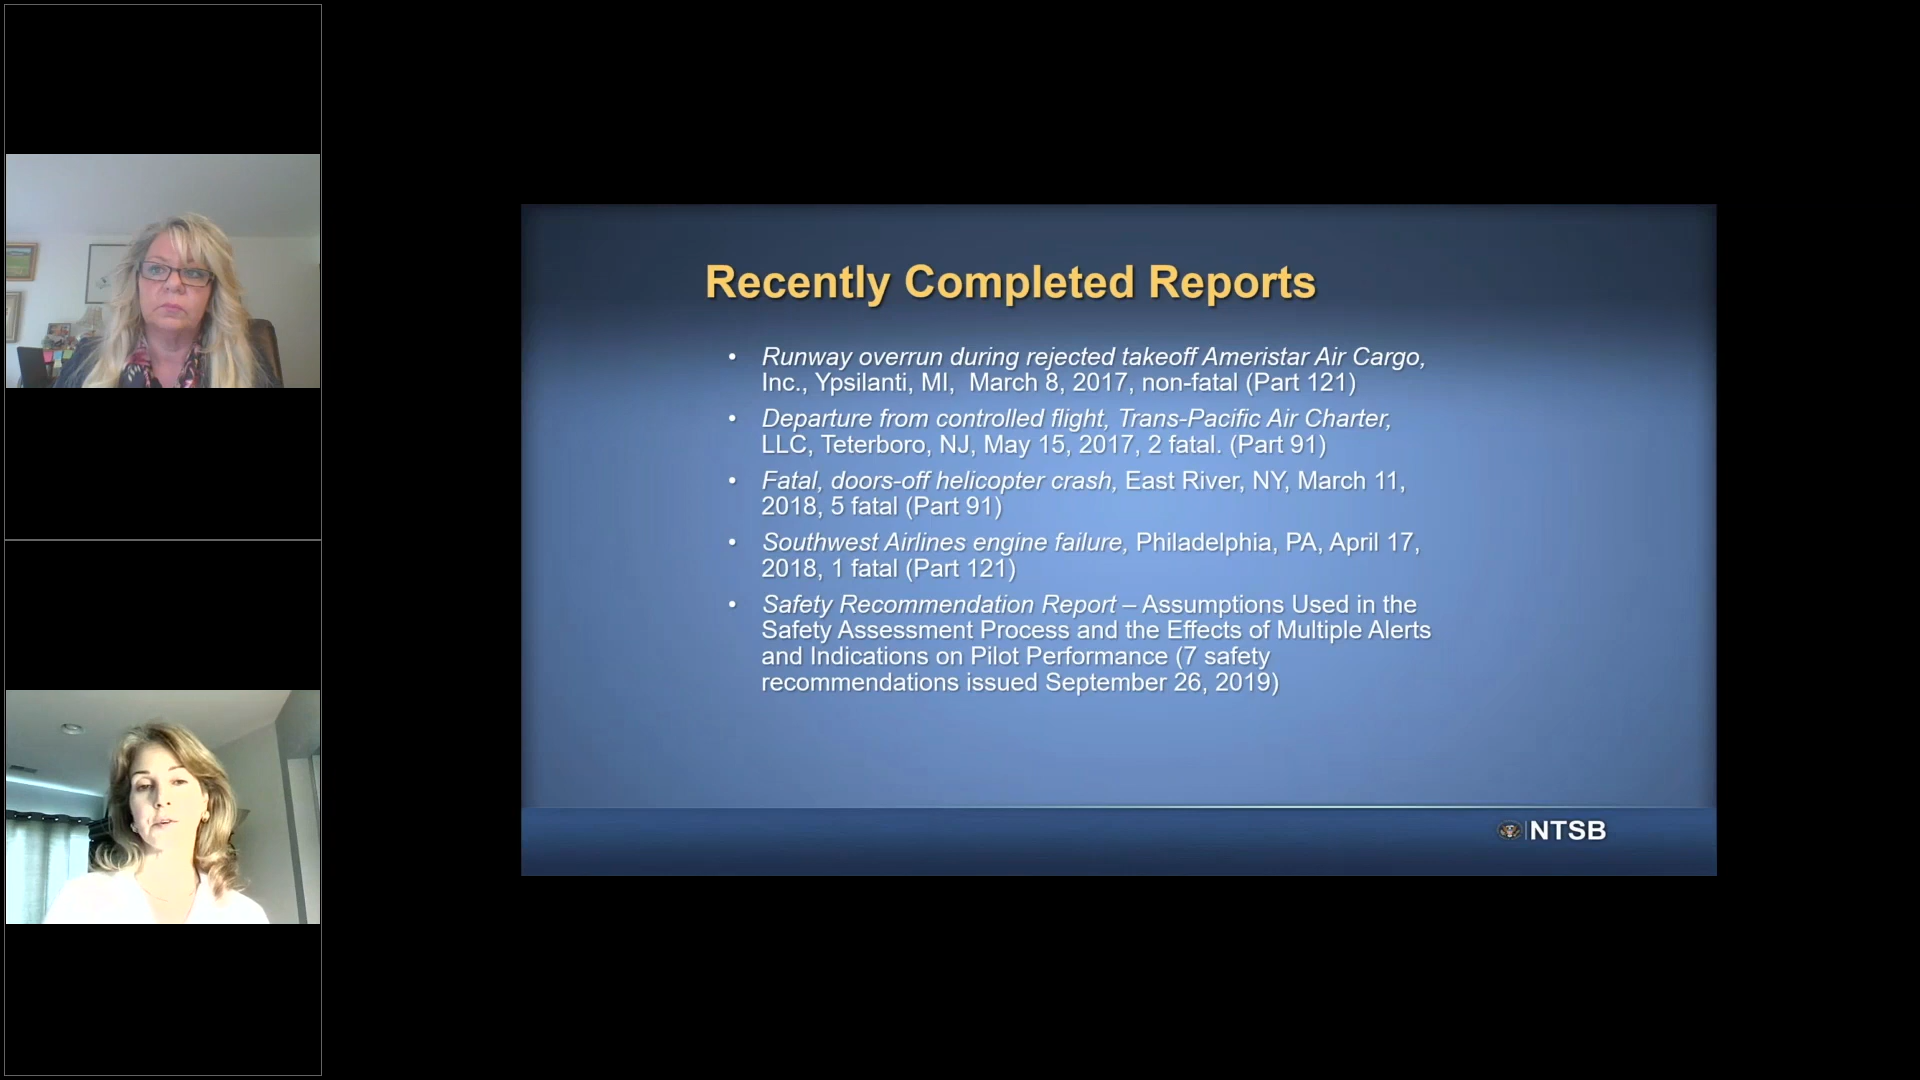 Recently Completed Reports
• Runway overrun during rejected takeoff Ameristar Air Cargo,
Inc., Ypsilanti, MI,  March 8, 2017, non-fatal (Part 121)
• Departure from controlled flight, Trans-Pacific Air Charter,
LLC, Teterboro, NJ, May 15, 2017, 2 fatal. (Part 91)
• Fatal, doors-off helicopter crash, East River, NY, March 11,
2018, 5 fatal (Part 91)
• Southwest Airlines engine failure, Philadelphia, PA, April 17,
2018, 1 fatal (Part 121)
• Safety Recommendation Report – Assumptions Used in the
Safety Assessment Process and the Effects of Multiple Alerts
and Indications on Pilot Performance (7 safety
recommendations issued September 26, 2019)
NTSB